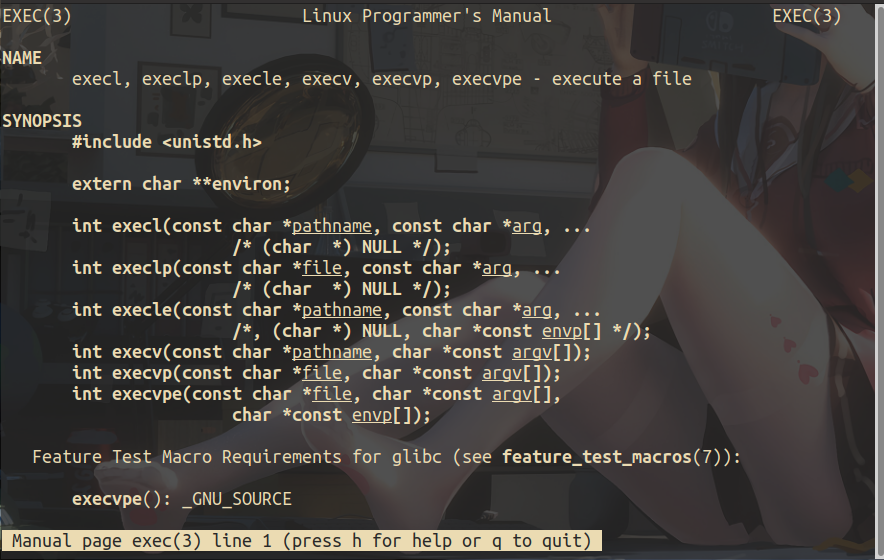 EXEC(3) Linux Programmer's Manual EXEC(3)
NAME
execl, execlp, execle, execv, execvp, execvpe - execute a file
SYNOPSIS
#include <unistd.h>
extern char **environ;
int execl(const char *pathname, const char *arg, ...
/* (char  *) NULL */);
int execlp(const char *file, const char *arg, ...
/* (char  *) NULL */);
int execle(const char *pathname, const char *arg, ...
/*, (char *) NULL, char *const envp[] */);
int execv(const char *pathname, char *const argv[]);
int execvp(const char *file, char *const argv[]);
int execvpe(const char *file, char *const argv[],
char *const envp[]);
Feature Test Macro Requirements for glibc (see feature_test_macros(7)):
execvpe(): _GNU_SOURCE
Manual page exec(3) line 1 (press h for help or q to quit)